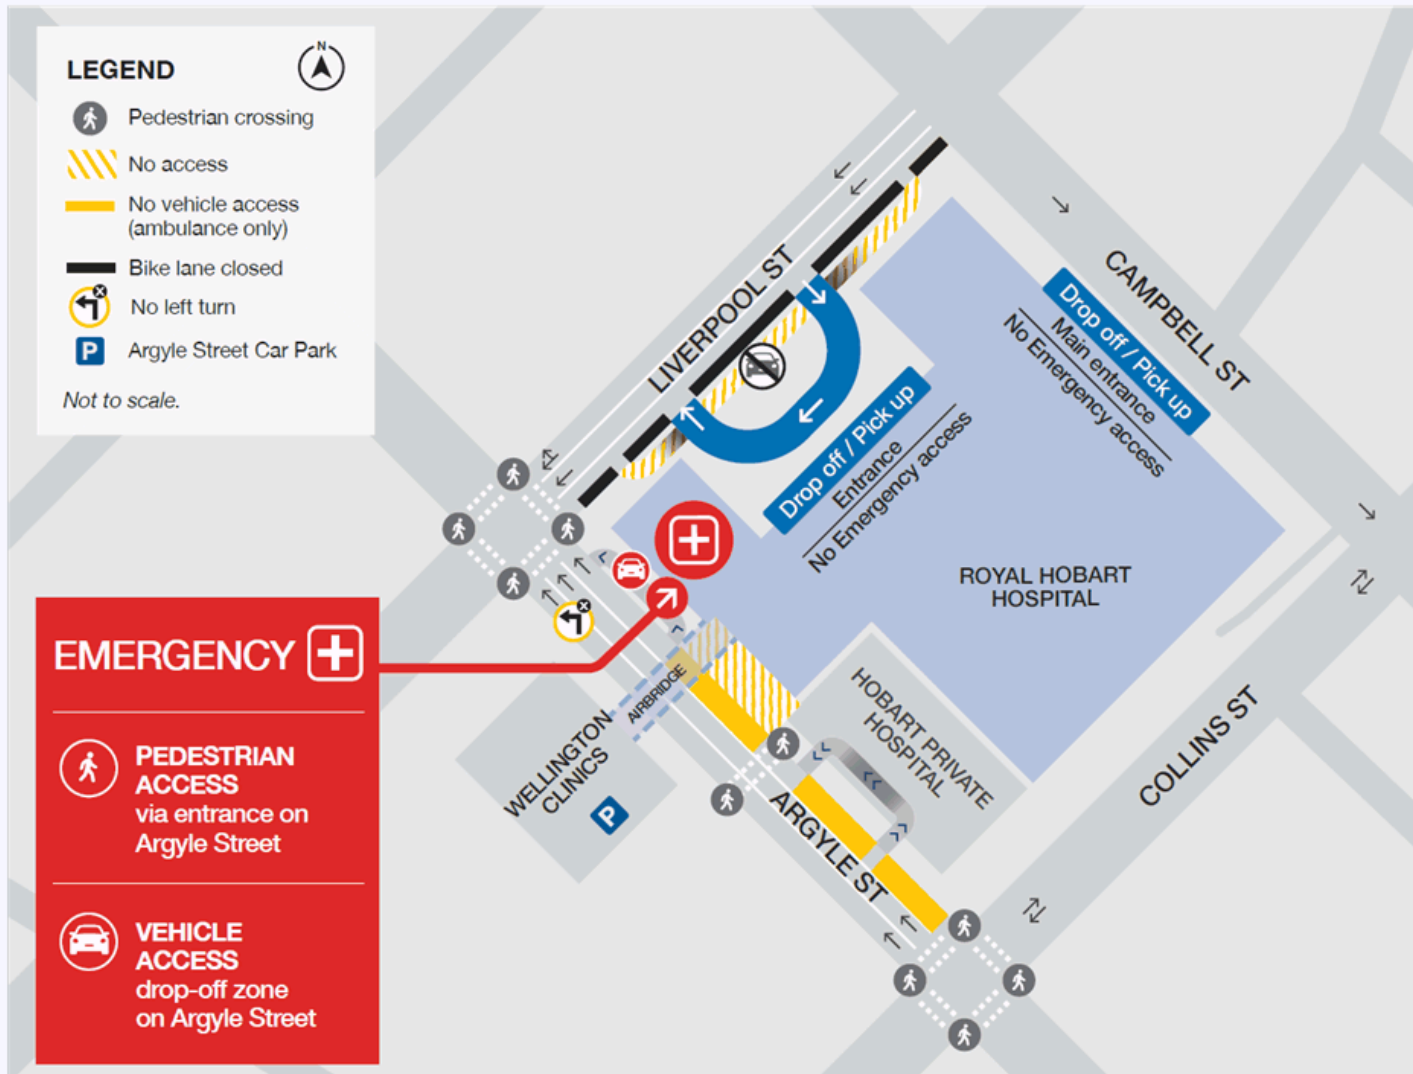 LEGEND
N
Pedestrian crossing
No access
No vehicle access
(ambulance only)
Bike lane closed
No left turn
P
Argyle Street Car Park
Not to scale.
LIVERPOOL ST
CAMPBELL ST
Drop off / Pick up
Main entrance
No Emergency access
Drop off / Pick up
Entrance
No Emergency access
ROYAL HOBART
HOSPITAL
EMERGENCY
PEDESTRIAN
ACCESS
via entrance on
Argyle Street
VEHICLE
ACCESS
drop-off zone
on Argyle Street
AIRBRIDGE
WELLINGTON
CLINICS
P
HOBART PRIVATE
HOSPITAL
ARGYLE ST
COLLINS ST